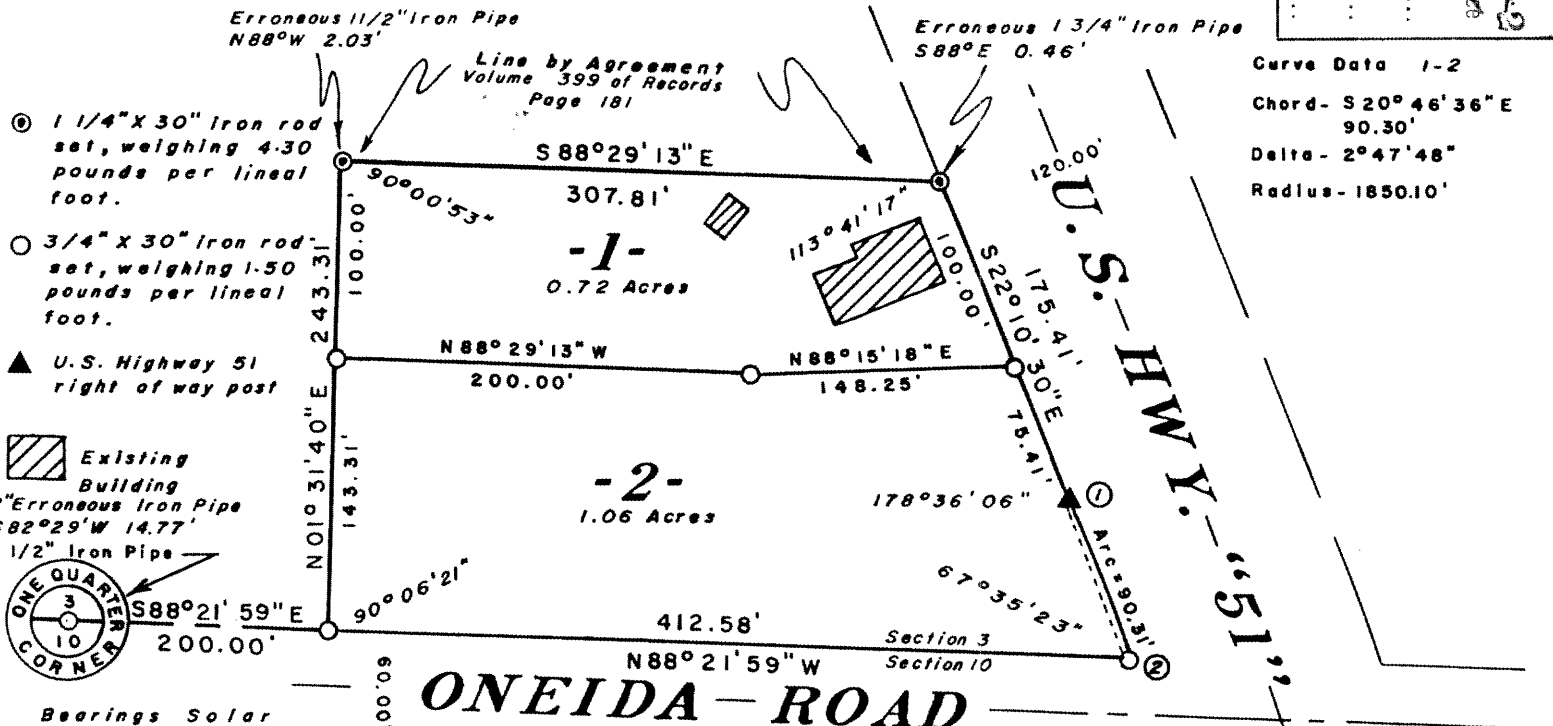 Erroneous 1 1/2" Iron Pipe
N88°W 2.03'
Line by Agreement
Volume 399 of Records
Page 181
Erroneous 1 3/4" Iron Pipe
S88°E 0.46'
Curve Data 1-2
Chord- S 20° 46' 36" E
90.30'
Delta- 2° 47' 48"
Radius- 1850.10'
1 1/4" X 30" iron rod
set, weighing 4.30
pounds per lineal
foot.
3/4" X 30" iron rod
set, weighing 1.50
pounds per lineal
foot.
U.S. Highway 51
right of way post
Existing
Building
"Erroneous Iron Pipe
S82°29'W 14.77'
1/2" Iron Pipe
ONE QUARTER
CORNER
3
10
S88°21'59"E
200.00'
Bearings Solar
S 88°29'13" E
307.81'
90°00'53"
113°41'17"
-1-
0.72 Acres
243.31'
100.00'
N01°31'40"E
143.31'
N 88°29'13" W
200.00'
N 88°15'18" E
148.25'
100.00'
S 22°10'30"E
175.41'
75.41'
120.00'
U. S. HWY. "51"
-2-
1.06 Acres
178°36'06"
1
Arc=90.31'
67°35'23"
90°06'21"
412.58'
N88°21'59"W
Section 3
Section 10
2
ONEIDA ROAD